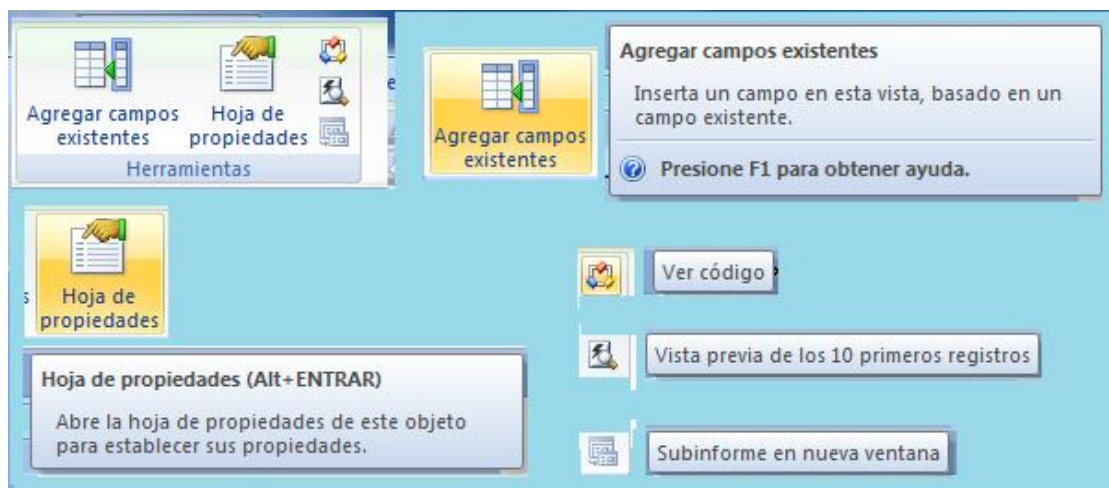 Agregar campos
existentes
Hoja de
propiedades
Herramientas
Agregar campos
existentes
Agregar campos existentes
Inserta un campo en esta vista, basado en un
campo existente.
Presione F1 para obtener ayuda.
Hoja de
propiedades
Hoja de propiedades (Alt+ENTRAR)
Abre la hoja de propiedades de este objeto
para establecer sus propiedades.
Ver código
Vista previa de los 10 primeros registros
Subinforme en nueva ventana